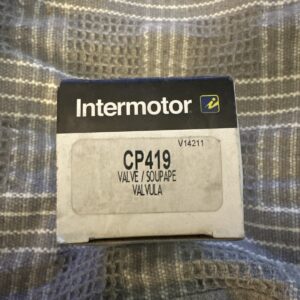 Intermotor i
V14211
CP419
VALVE / SOUPAPE
VALVULA